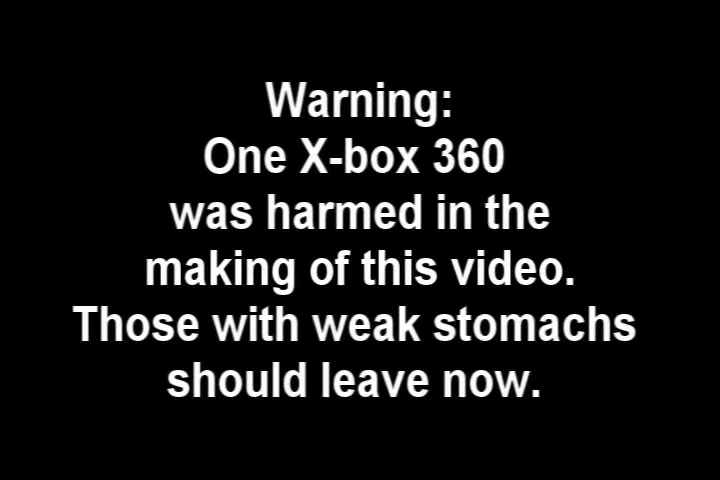 Warning:
One X-box 360
was harmed in the
making of this video.
Those with weak stomachs
should leave now.